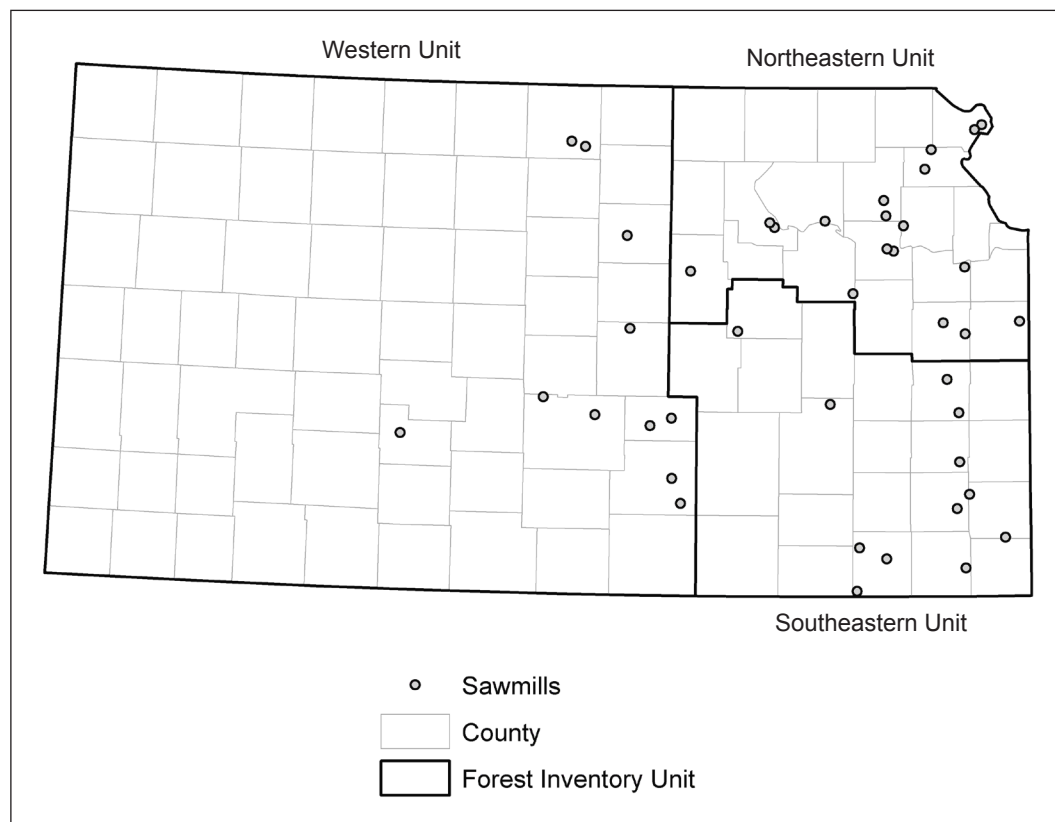 Western Unit
Northeastern Unit
Southeastern Unit
Sawmills
County
Forest Inventory Unit